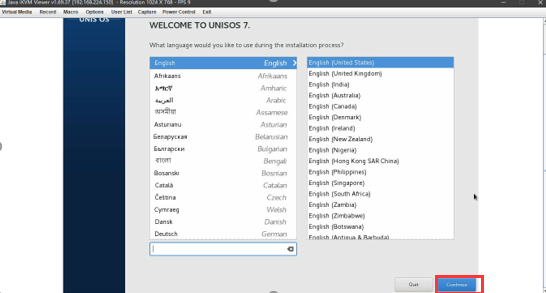 Java iKVM Viewer v1.69.37 [192.168.226.150] - Resolution 1024 X 768 - FPS 9
Virtual Media Record Macro Options User List Capture Power Control Exit
UNIS OS
WELCOME TO UNISOS 7.
What language would you like to use during the installation process?
English English >
Afrikaans Afrikaans
አማርኛ Amharic
العربية Arabic
অসমীয়া Assamese
Asturianu Asturian
Беларуская Belarusian
Български Bulgarian
বাংলা Bengali
Bosanski Bosnian
Català Catalan
Čeština Czech
Cymraeg Welsh
Dansk Danish
Deutsch German
English (United States)
English (United Kingdom)
English (India)
English (Australia)
English (Canada)
English (Denmark)
English (Ireland)
English (New Zealand)
English (Nigeria)
English (Hong Kong SAR China)
English (Philippines)
English (Singapore)
English (South Africa)
English (Zambia)
English (Zimbabwe)
English (Botswana)
English (Antigua & Barbuda)
Quit
Continue